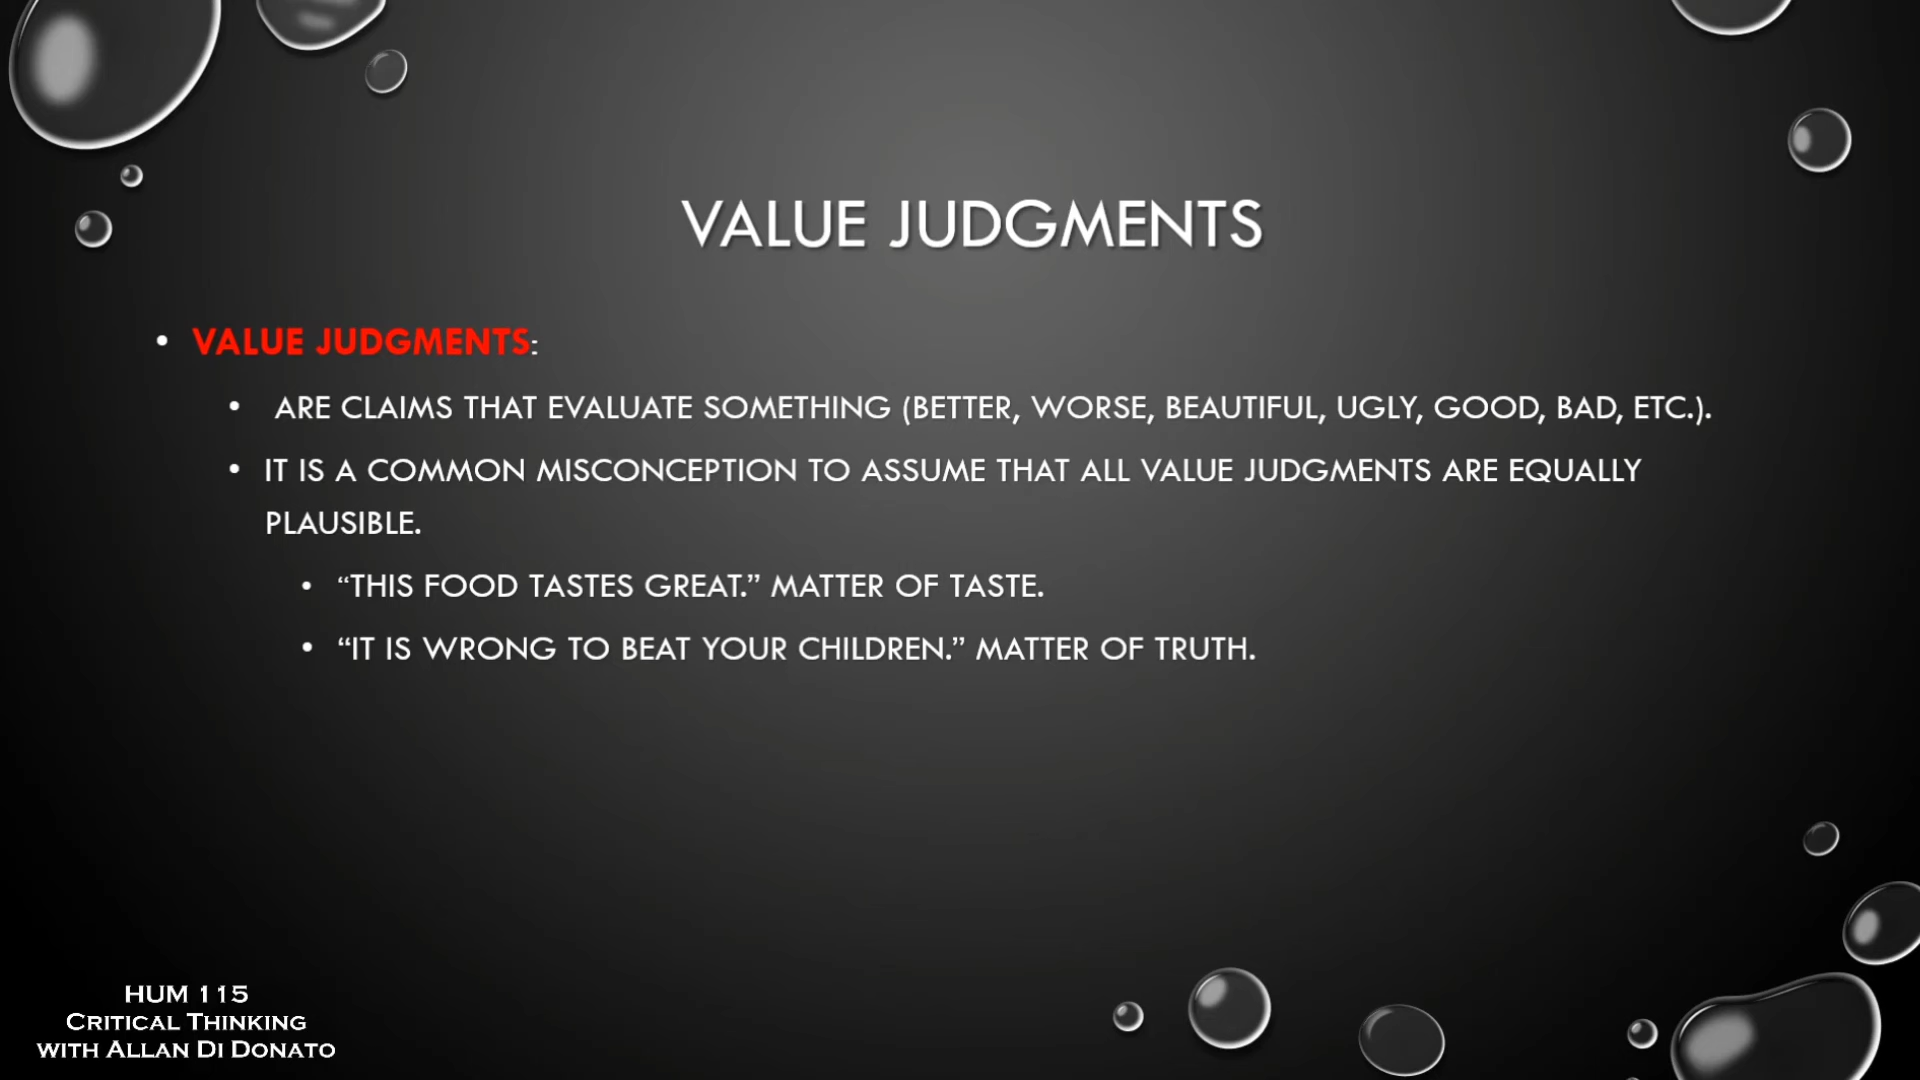 VALUE JUDGMENTS
• VALUE JUDGMENTS:
• ARE CLAIMS THAT EVALUATE SOMETHING (BETTER, WORSE, BEAUTIFUL, UGLY, GOOD, BAD, ETC.).
• IT IS A COMMON MISCONCEPTION TO ASSUME THAT ALL VALUE JUDGMENTS ARE EQUALLY
PLAUSIBLE.
• “THIS FOOD TASTES GREAT.” MATTER OF TASTE.
• “IT IS WRONG TO BEAT YOUR CHILDREN.” MATTER OF TRUTH.
HUM 115
CRITICAL THINKING
WITH ALLAN DI DONATO